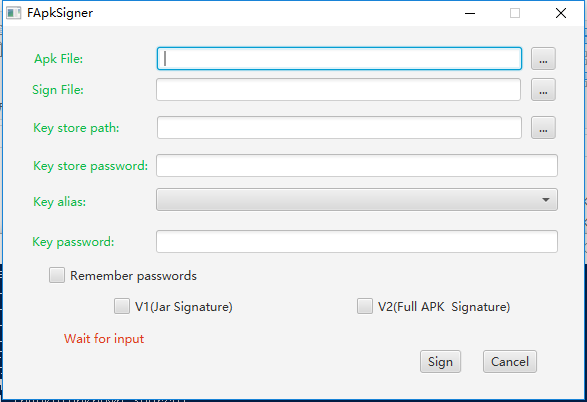 FApkSigner
Apk File:
...
Sign File:
...
Key store path:
...
Key store password:
Key alias:
Key password:
Remember passwords
V1(Jar Signature) V2(Full APK  Signature)
Wait for input
Sign Cancel